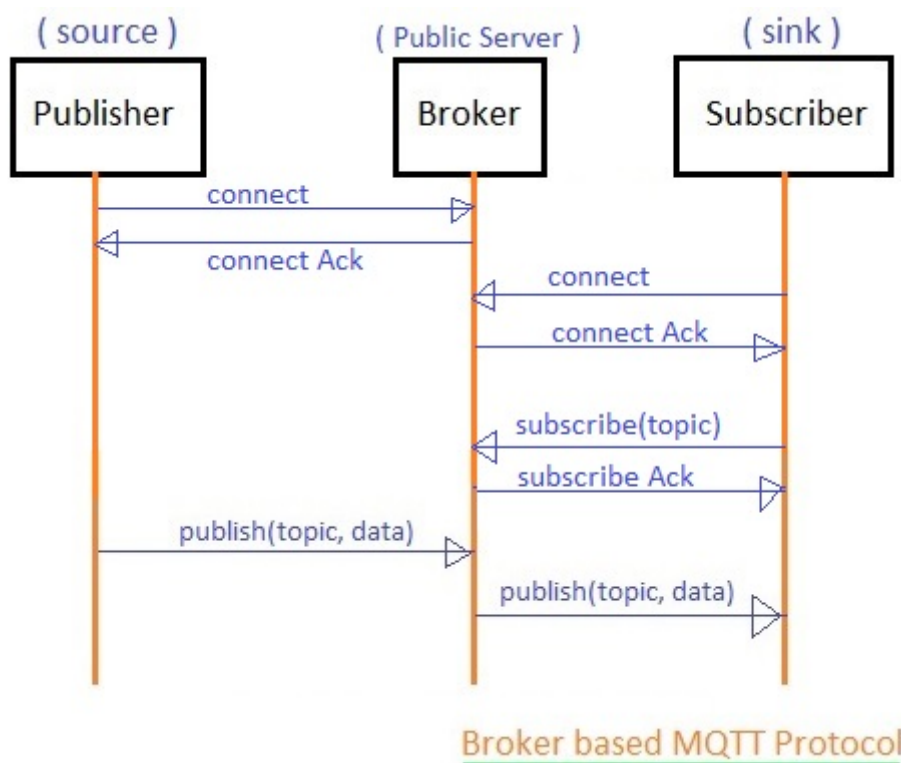 ( source )
( Public Server )
( sink )
Publisher
Broker
Subscriber
connect
connect Ack
connect
connect Ack
subscribe(topic)
subscribe Ack
publish(topic, data)
publish(topic, data)
Broker based MQTT Protocol